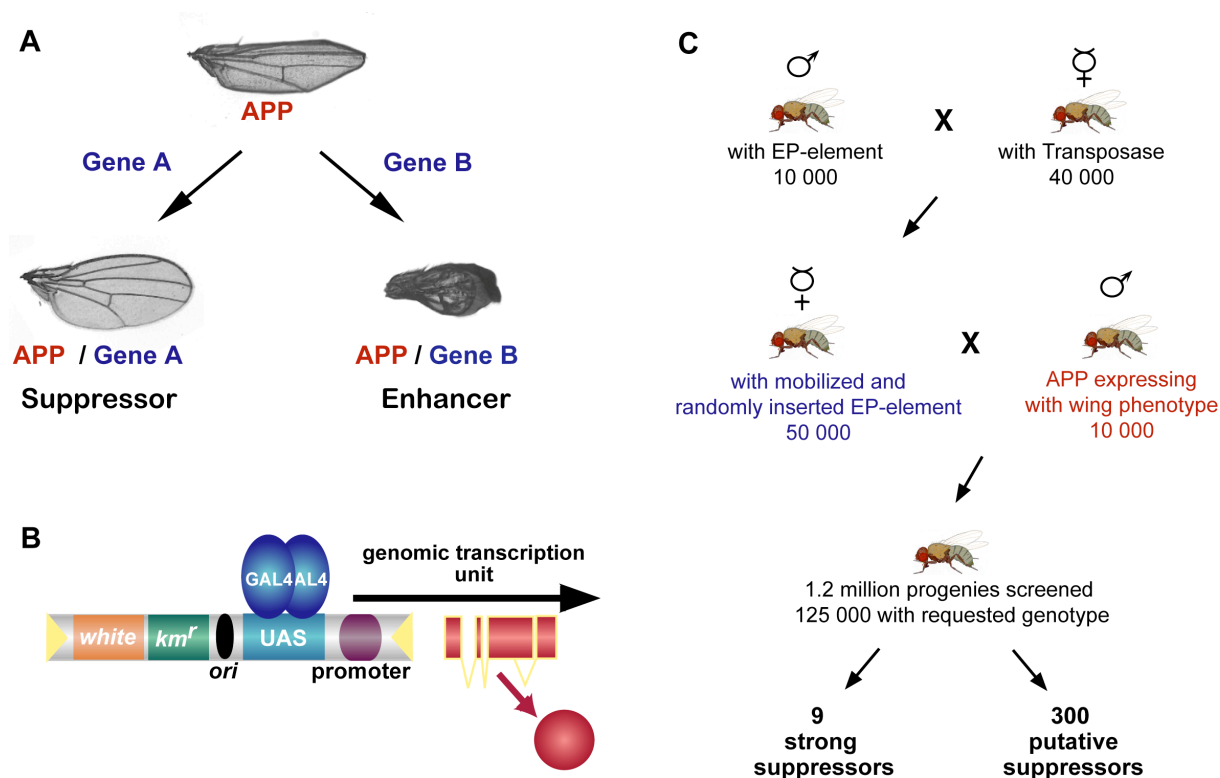 A
APP
Gene A
Gene B
APP / Gene A
Suppressor
APP / Gene B
Enhancer
B
GAL4
AL4
genomic transcription
unit
white
km^r
ori
UAS
promoter
C
♂
with EP-element
10 000
X
☿
with Transposase
40 000
☿
with mobilized and
randomly inserted EP-element
50 000
X
♂
APP expressing
with wing phenotype
10 000
1.2 million progenies screened
125 000 with requested genotype
9
strong
suppressors
300
putative
suppressors